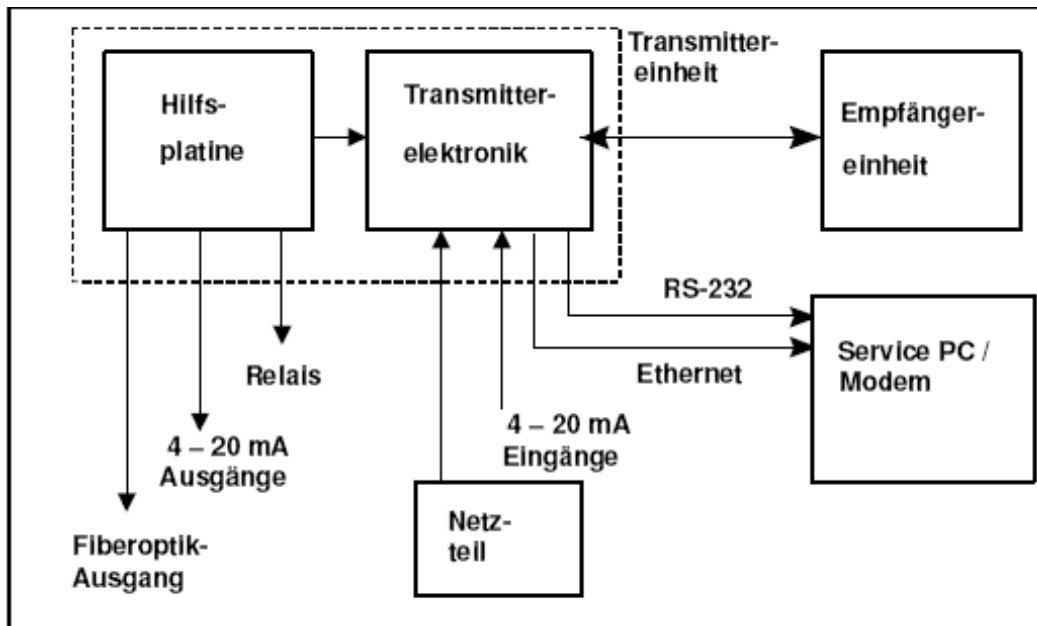 Hilfs-
platine
Transmitter-
elektronik
Transmitter-
einheit
Empfänger-
einheit
RS-232
Ethernet
Service PC /
Modem
Relais
4 – 20 mA
Ausgänge
4 – 20 mA
Eingänge
Fiberoptik-
Ausgang
Netz-
teil